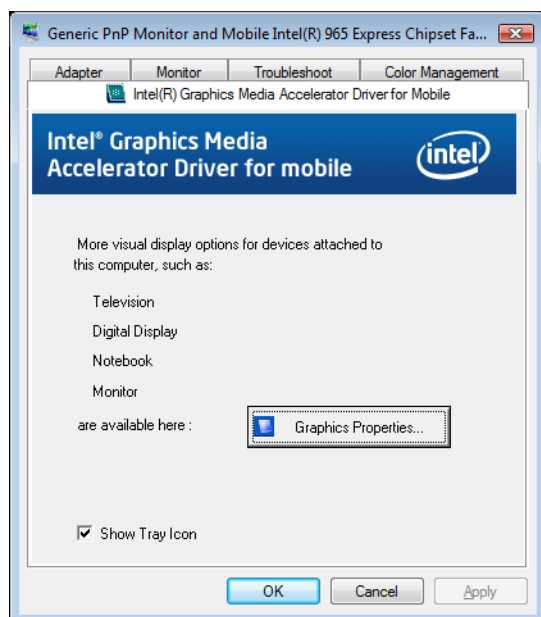 Generic PnP Monitor and Mobile Intel(R) 965 Express Chipset Fa...
Adapter Monitor Troubleshoot Color Management
Intel(R) Graphics Media Accelerator Driver for Mobile
Intel® Graphics Media
Accelerator Driver for mobile
intel
More visual display options for devices attached to
this computer, such as:
Television
Digital Display
Notebook
Monitor
are available here :
Graphics Properties...
Show Tray Icon
OK Cancel Apply